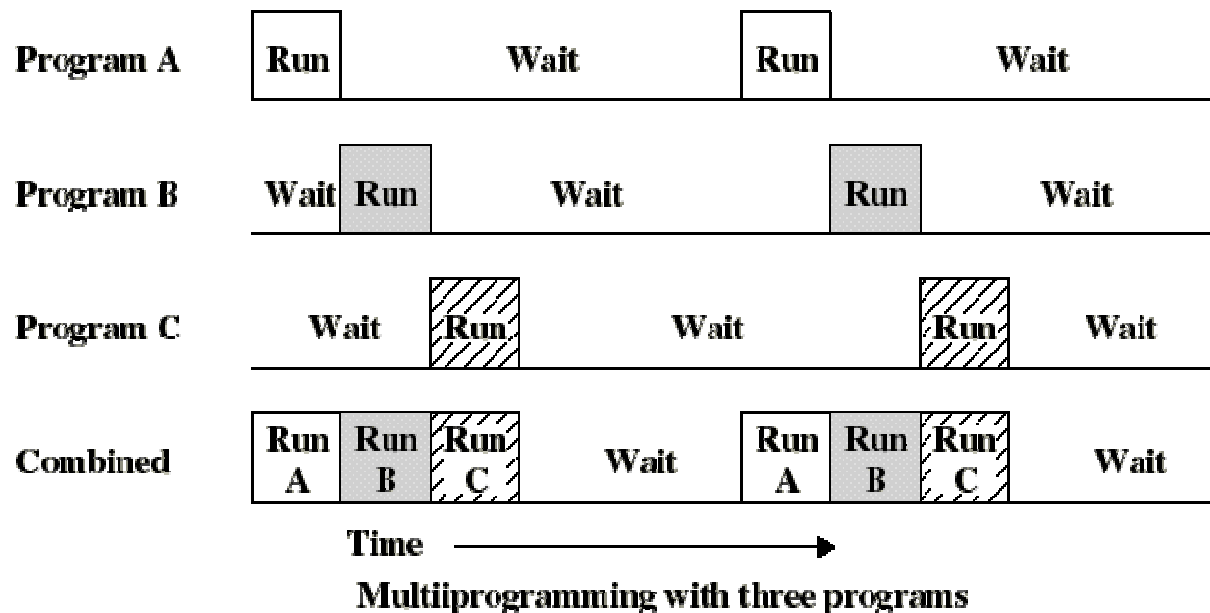 Program A Run Wait Run Wait
Program B Wait Run Wait Run Wait
Program C Wait Run Wait Run Wait
Run Run Run Run Run Run
Combined Wait Wait
A B C A B C
Time
Multiiprogramming with three programs